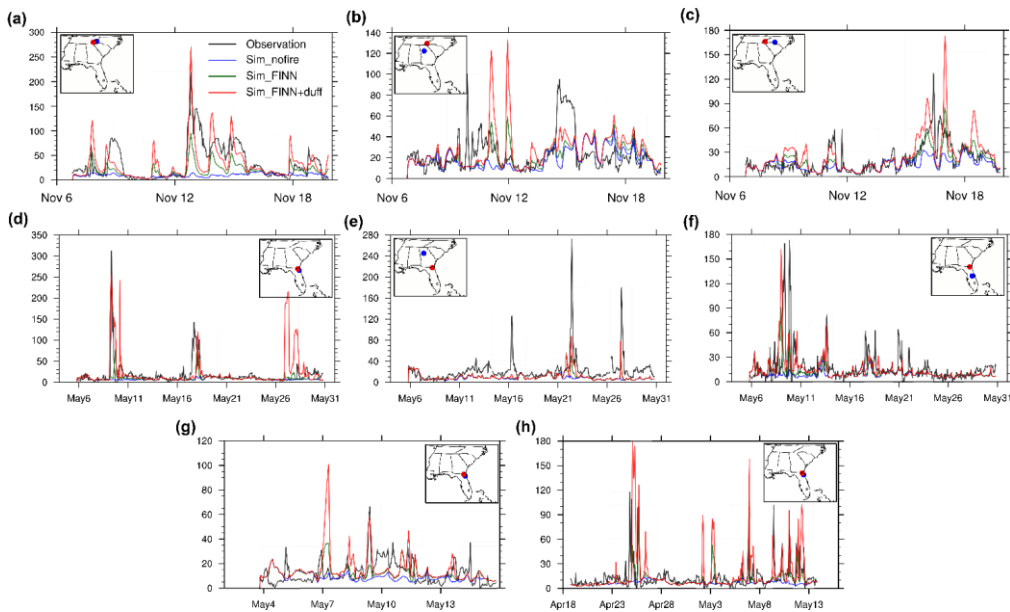 (a)
300
250
200
150
100
50
0
Nov 6 Nov 12 Nov 18
Observation
Sim_nofire
Sim_FINN
Sim_FINN+duff
(b)
140
120
100
80
60
40
20
0
Nov 6 Nov 12 Nov 18
(c)
180
150
120
90
60
30
0
Nov 6 Nov 12 Nov 18
(d)
350
300
250
200
150
100
50
0
May6 May11 May16 May21 May26 May31
(e)
280
240
200
160
120
80
40
0
May6 May11 May16 May21 May26 May31
(f)
180
150
120
90
60
30
0
May6 May11 May16 May21 May26 May31
(g)
120
100
80
60
40
20
0
May4 May7 May10 May13
(h)
180
150
120
90
60
30
0
Apr18 Apr23 Apr28 May3 May8 May13